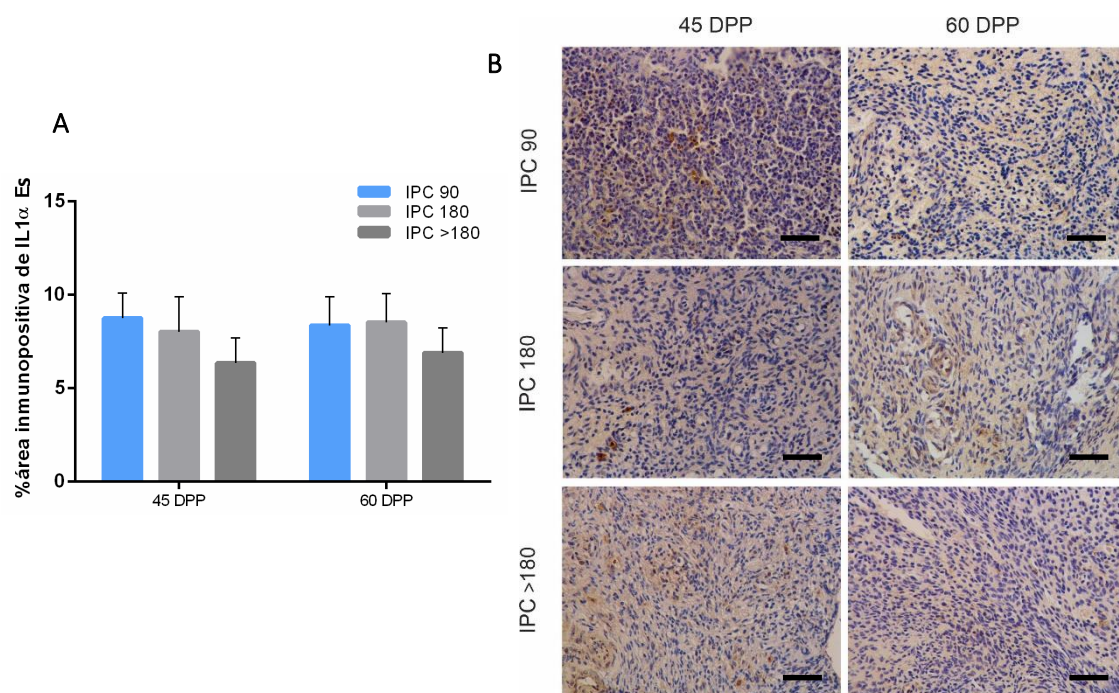 A
%área inmunopositiva de IL1α Es
15
10
5
0
IPC 90
IPC 180
IPC >180
45 DPP
60 DPP
B
45 DPP
60 DPP
IPC 90
IPC 180
IPC >180